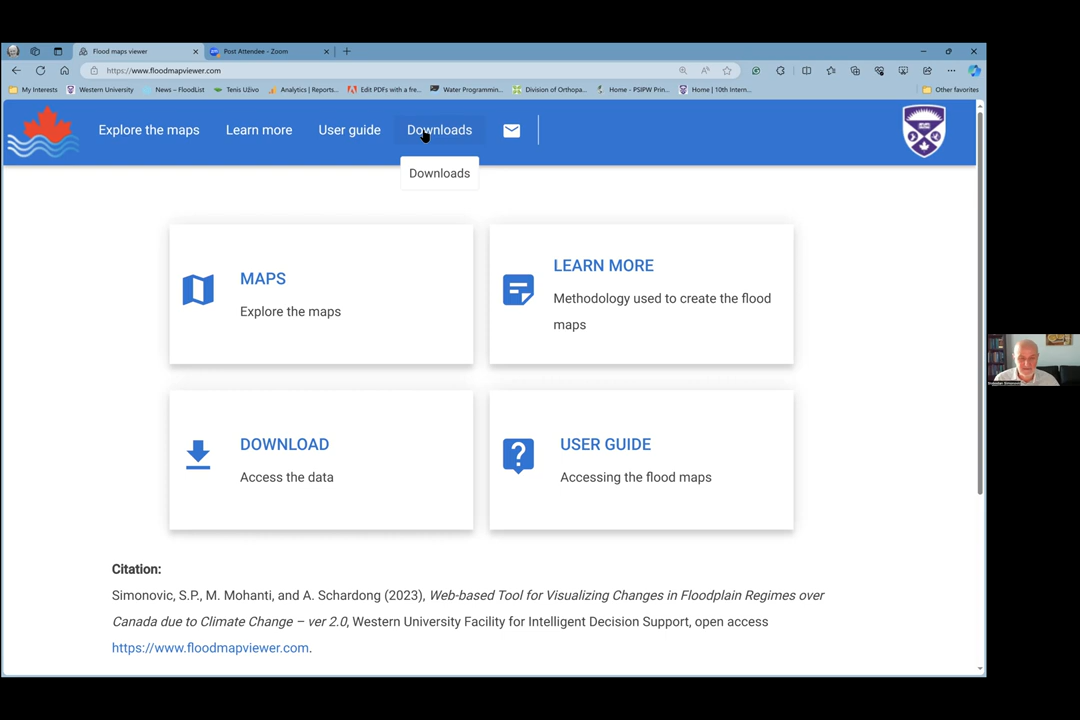 Flood maps viewer
Post Attendee - Zoom
https://www.floodmapviewer.com
My Interests
Western University
News – FloodList
Tenis Uživo
Analytics | Reports...
Edit PDFs with a fre...
Water Programmin...
Division of Orthopa...
Home - PSIPW Prin...
Home | 10th Intern...
Other favorites
Explore the maps
Learn more
User guide
Downloads
Downloads
MAPS
Explore the maps
LEARN MORE
Methodology used to create the flood
maps
DOWNLOAD
Access the data
USER GUIDE
Accessing the flood maps
Citation:
Simonovic, S.P., M. Mohanti, and A. Schardong (2023), Web-based Tool for Visualizing Changes in Floodplain Regimes over
Canada due to Climate Change – ver 2.0, Western University Facility for Intelligent Decision Support, open access
https://www.floodmapviewer.com.